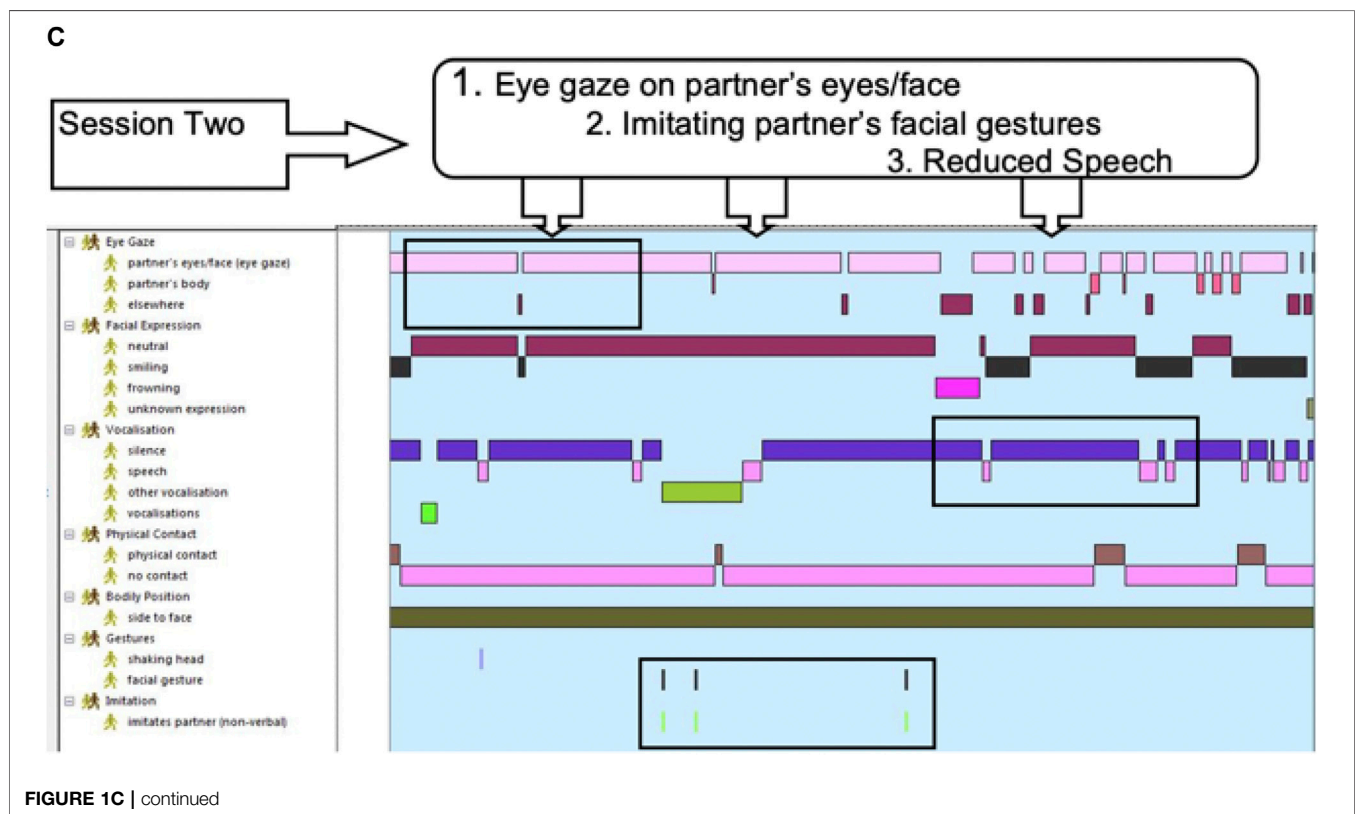 C
Session Two
1. Eye gaze on partner's eyes/face
2. Imitating partner's facial gestures
3. Reduced Speech
Eye Gaze
partner's eyes/face (eye gaze)
partner's body
elsewhere
Facial Expression
neutral
smiling
frowning
unknown expression
Vocalisation
silence
speech
other vocalisation
vocalisations
Physical Contact
physical contact
no contact
Bodily Position
side to face
Gestures
shaking head
facial gesture
Imitation
imitates partner (non-verbal)
FIGURE 1C | continued